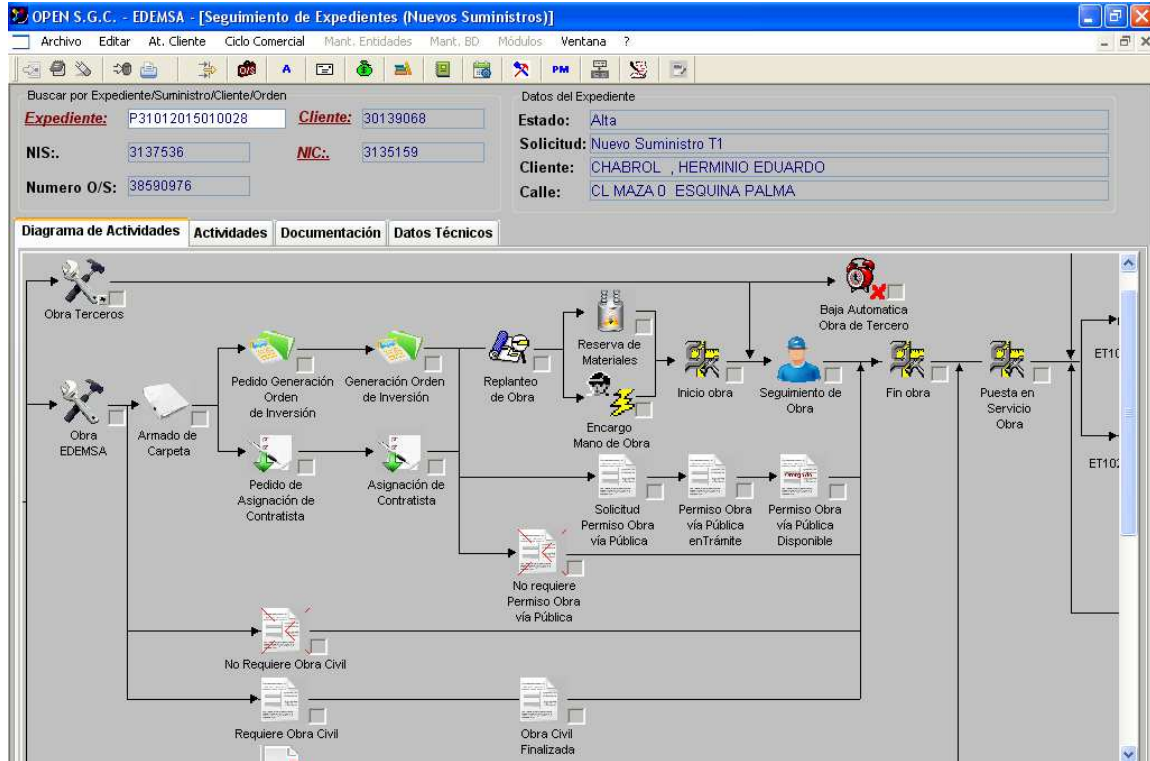 OPEN S.G.C. - EDEMSA - [Seguimiento de Expedientes (Nuevos Suministros)]
Archivo Editar At. Cliente Ciclo Comercial Mant. Entidades Mant. BD Módulos Ventana ?
O/S A PM
Buscar por Expediente/Suministro/Cliente/Orden
Expediente: P31012015010028 Cliente: 30139068
NIS:. 3137536 NIC:. 3135159
Numero O/S: 38590976
Datos del Expediente
Estado: Alta
Solicitud: Nuevo Suministro T1
Cliente: CHABROL , HERMINIO EDUARDO
Calle: CL MAZA 0 ESQUINA PALMA
Diagrama de Actividades Actividades Documentación Datos Técnicos
Obra Terceros
Baja Automatica
Obra de Tercero
Pedido Generación
Orden
de Inversión
Generación Orden
de Inversión
Replanteo
de Obra
Reserva de
Materiales
Encargo
Mano de Obra
Inicio obra
Seguimiento de
Obra
Fin obra
Puesta en
Servicio
Obra
ET10
ET102
Obra
EDEMSA
Armado de
Carpeta
Pedido de
Asignación de
Contratista
Asignación de
Contratista
Solicitud
Permiso Obra
vía Pública
Permiso Obra
vía Pública
enTrámite
Permiso Obra
vía Pública
Disponible
No requiere
Permiso Obra
vía Pública
No Requiere Obra Civil
Requiere Obra Civil
Obra Civil
Finalizada